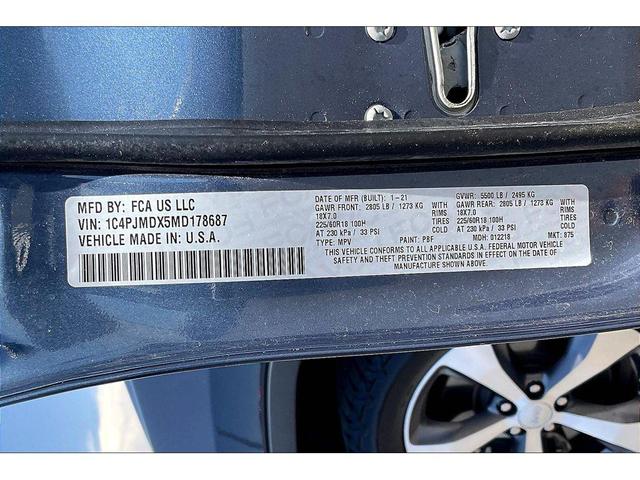 MFD BY: FCA US LLC
VIN: 1C4PJMDX5MD178687
VEHICLE MADE IN U.S.A.
DATE OF MFR (BUILT): 1-21 GVWR: 5500 LB / 2495 KG
GAWR FRONT: 2805 LB / 1273 KG WITH GAWR REAR: 2805 LB / 1273 KG WITH
18X7.0 RIMS 18X7.0 RIMS
225/60R18 100H TIRES 225/60R18 100H TIRES
AT 230 kPa / 33 PSI AT 230 kPa / 33 PSI
TYPE: MPV PAINT: PBF MDH: 012218 MKT: 875
THIS VEHICLE CONFORMS TO ALL APPLICABLE U.S.A. FEDERAL MOTOR VEHICLE
SAFETY AND THEFT PREVENTION STANDARDS IN EFFECT ON THE DATE OF
MANUFACTURE SHOWN ABOVE.